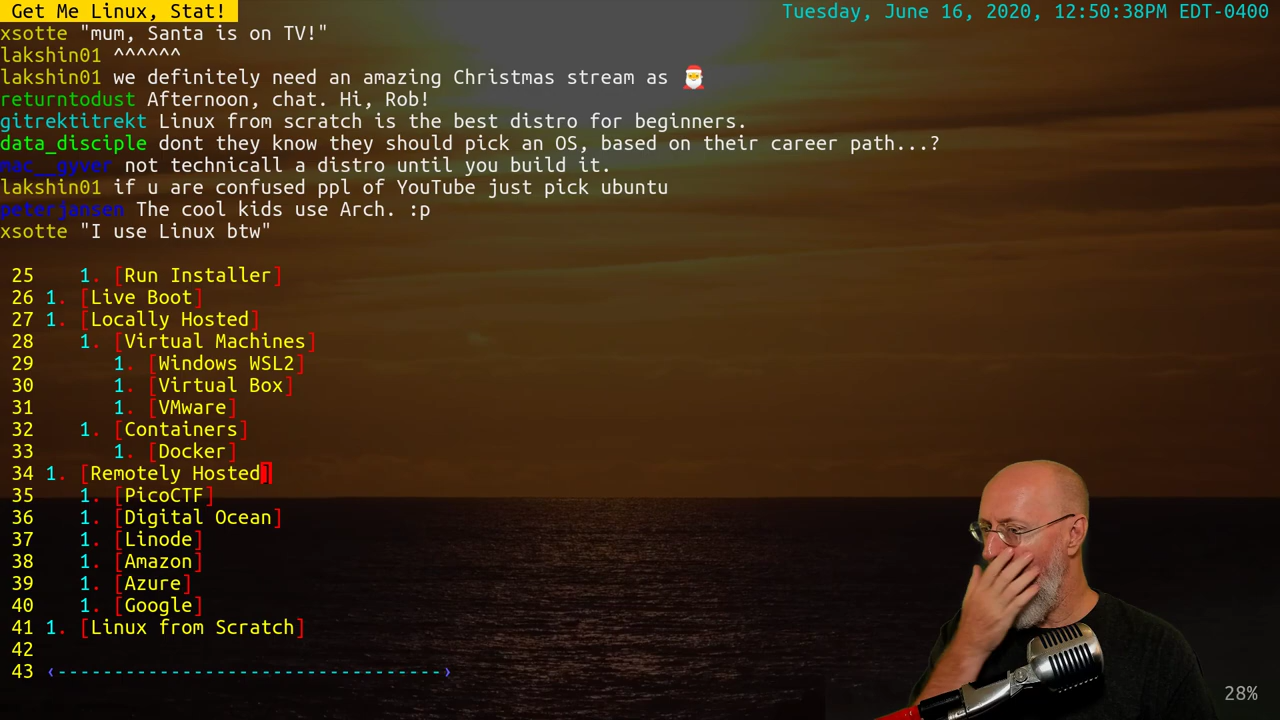 Get Me Linux, Stat!
Tuesday, June 16, 2020, 12:50:38PM EDT-0400
xsotte "mum, Santa is on TV!"
lakshin01 ^^^^^^
lakshin01 we definitely need an amazing Christmas stream as 🎅
returntodust Afternoon, chat. Hi, Rob!
gitrektitrekt Linux from scratch is the best distro for beginners.
data_disciple dont they know they should pick an OS, based on their career path...?
mac__gyver not technicall a distro until you build it.
lakshin01 if u are confused ppl of YouTube just pick ubuntu
peterjansen The cool kids use Arch. :p
xsotte "I use Linux btw"
25 1. [Run Installer]
26 1. [Live Boot]
27 1. [Locally Hosted]
28 1. [Virtual Machines]
29 1. [Windows WSL2]
30 1. [Virtual Box]
31 1. [VMware]
32 1. [Containers]
33 1. [Docker]
34 1. [Remotely Hosted]
35 1. [PicoCTF]
36 1. [Digital Ocean]
37 1. [Linode]
38 1. [Amazon]
39 1. [Azure]
40 1. [Google]
41 1. [Linux from Scratch]
42
43 <---------------------------------->
28%